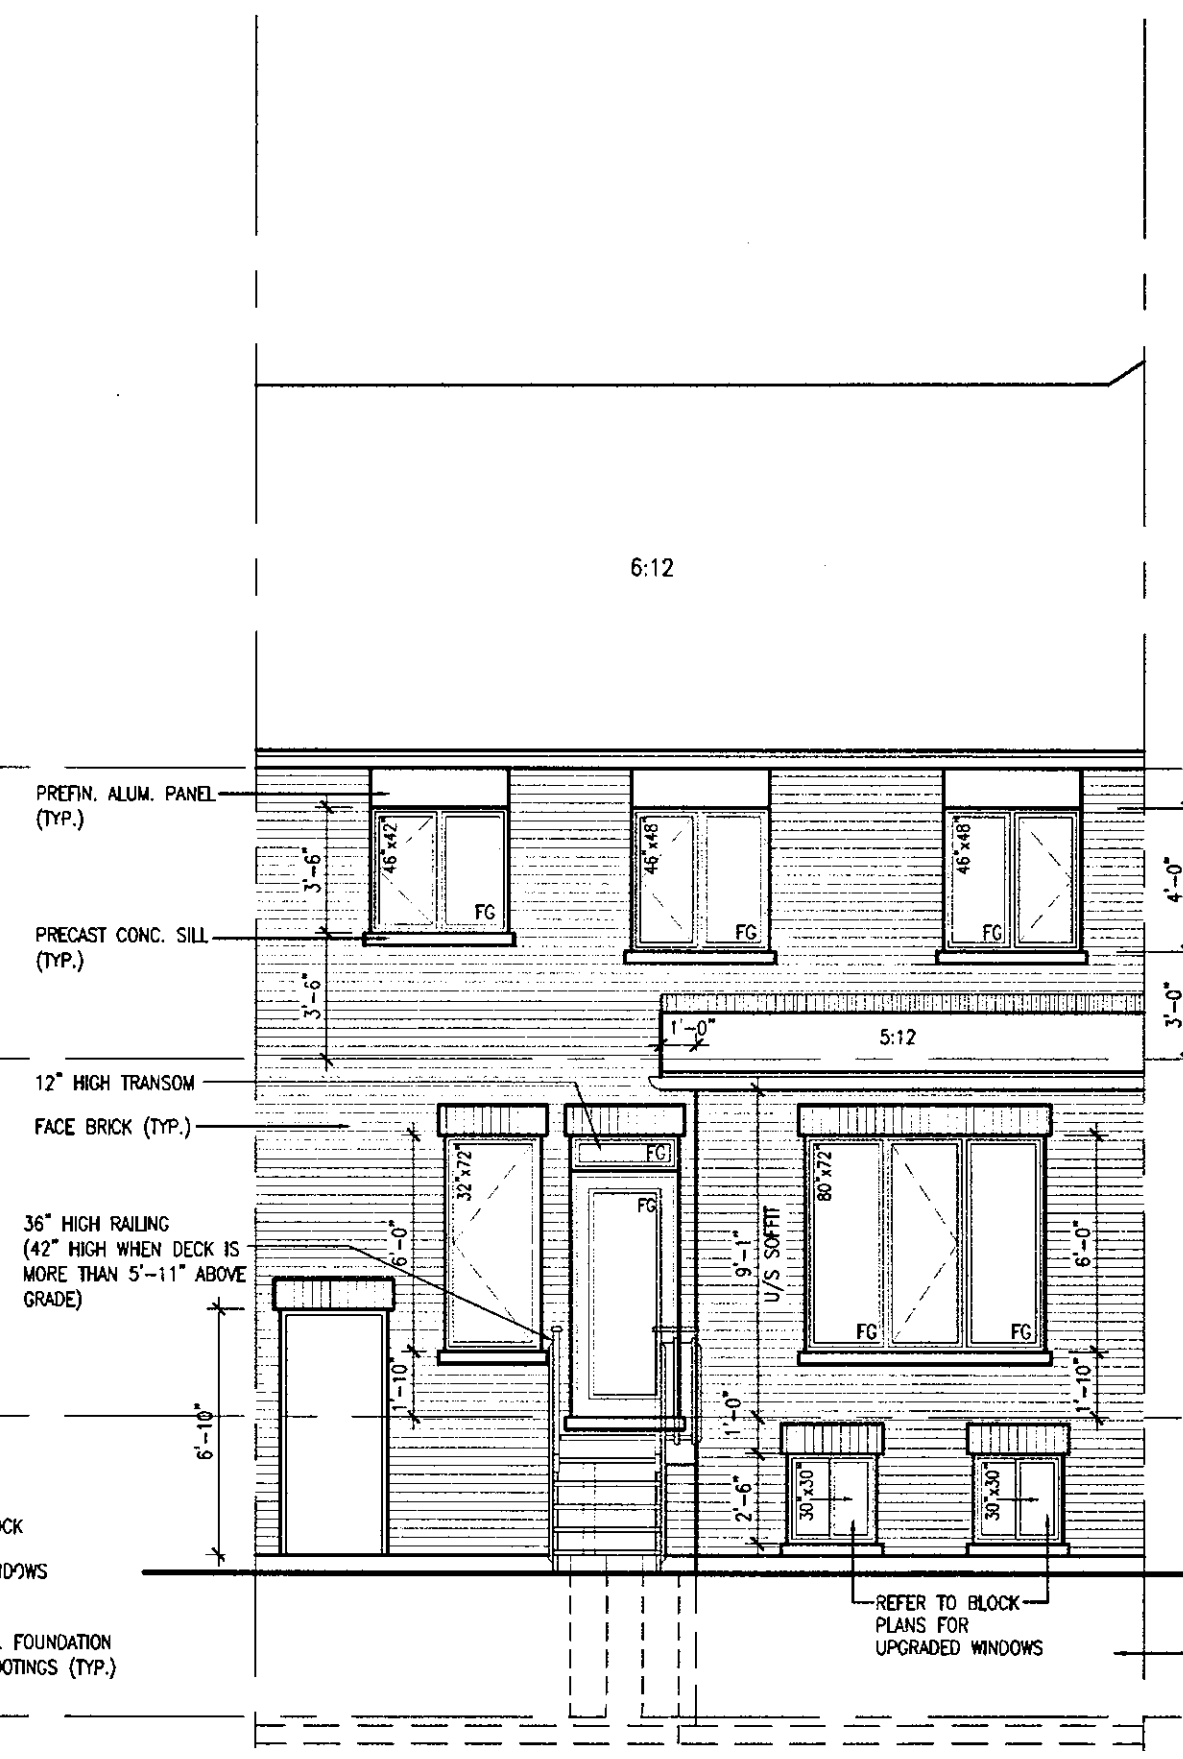 6:12
PREFIN. ALUM. PANEL
(TYP.)
3'-6"
46"x42"
FG
46"x48"
FG
46"x48"
FG
4'-0"
PRECAST CONC. SILL
(TYP.)
3'-6"
3'-0"
1'-0"
5:12
12" HIGH TRANSOM
FACE BRICK (TYP.)
FG
32"x72"
FG
80"x72"
FG
FG
36" HIGH RAILING
(42" HIGH WHEN DECK IS
MORE THAN 5'-11" ABOVE
GRADE)
6'-0"
9'-1"
U/S SOFFIT
6'-0"
1'-10"
1'-10"
6'-10"
1'-0"
2'-6"
30"x30"
30"x30"
OCK
NDOWS
REFER TO BLOCK
PLANS FOR
UPGRADED WINDOWS
. FOUNDATION
OOTINGS (TYP.)